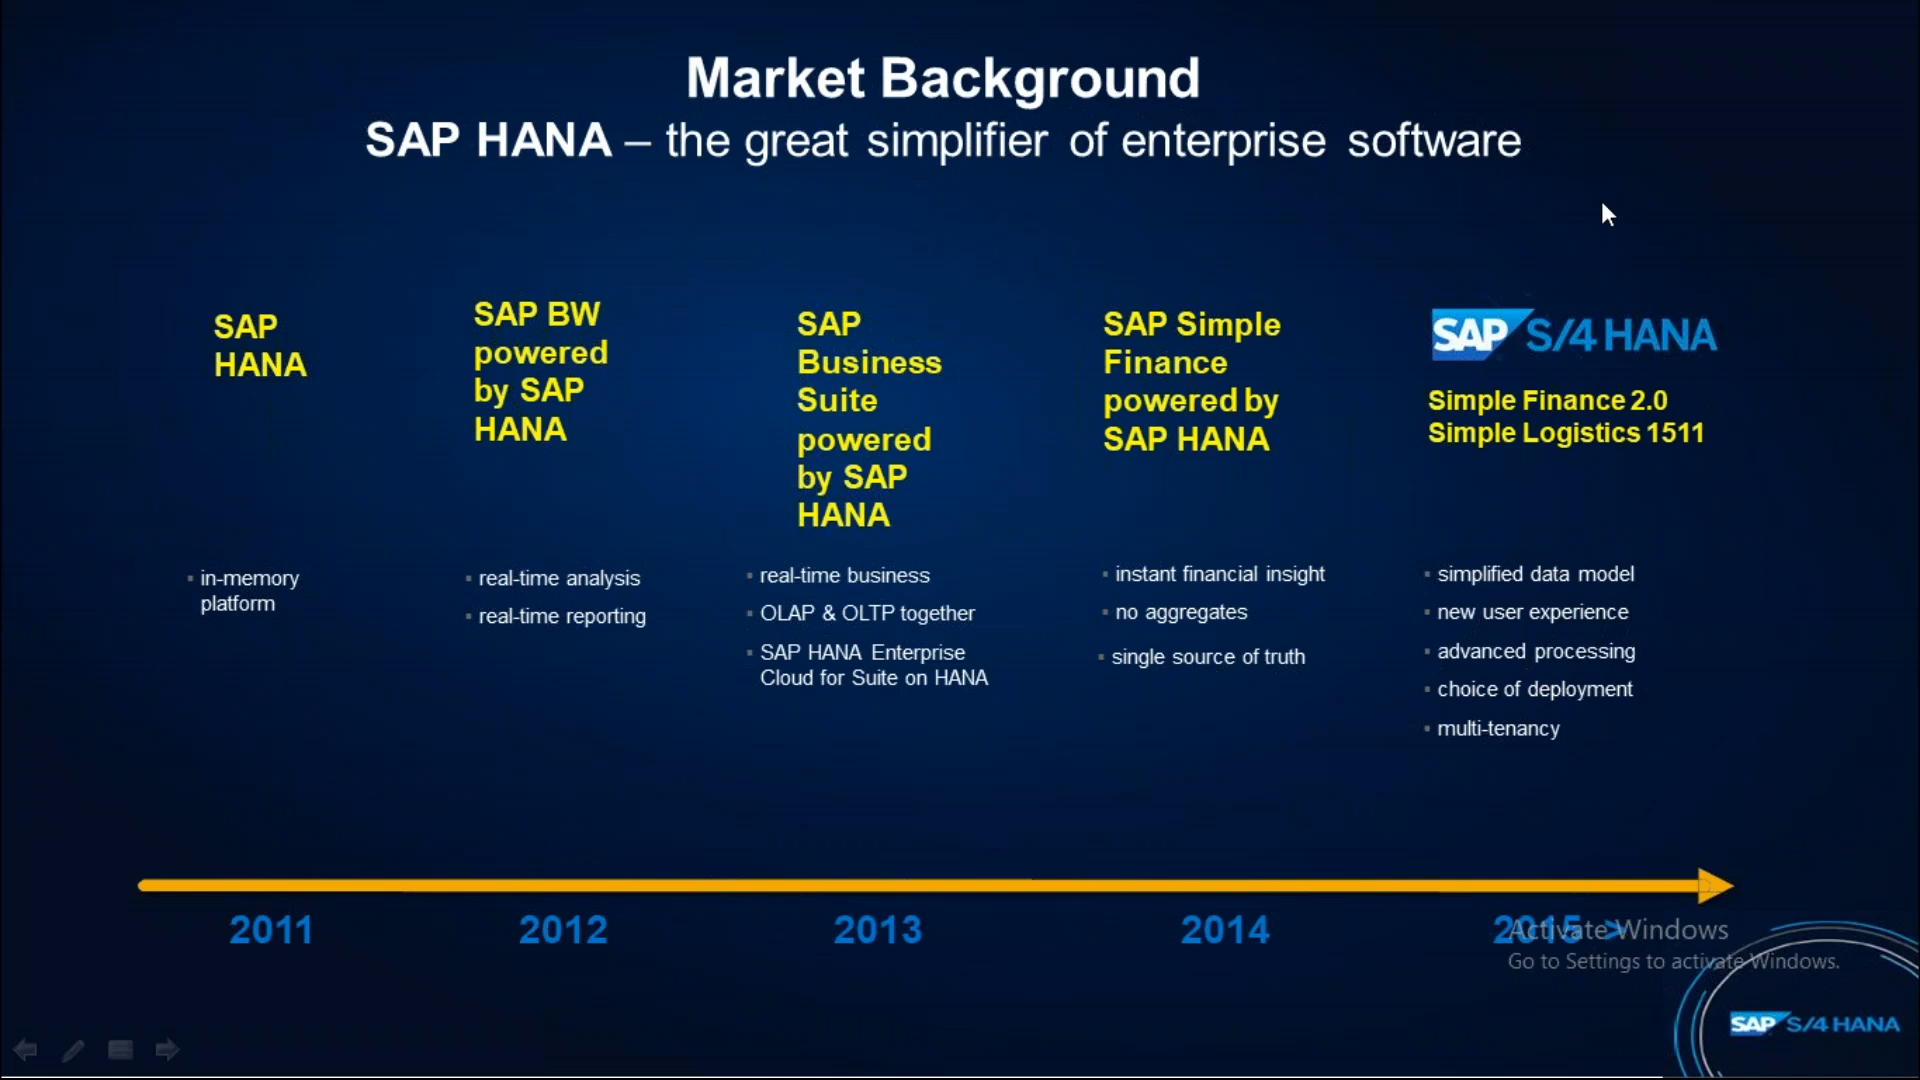 Market Background
SAP HANA – the great simplifier of enterprise software
SAP
HANA
SAP BW
powered
by SAP
HANA
SAP
Business
Suite
powered
by SAP
HANA
SAP Simple
Finance
powered by
SAP HANA
SAP S/4 HANA
Simple Finance 2.0
Simple Logistics 1511
▪ in-memory
platform
▪ real-time analysis
▪ real-time reporting
▪ real-time business
▪ OLAP & OLTP together
▪ SAP HANA Enterprise
Cloud for Suite on HANA
▪ instant financial insight
▪ no aggregates
▪ single source of truth
▪ simplified data model
▪ new user experience
▪ advanced processing
▪ choice of deployment
▪ multi-tenancy
2011
2012
2013
2014
2015 >
Activate Windows
Go to Settings to activate Windows.
SAP S/4 HANA